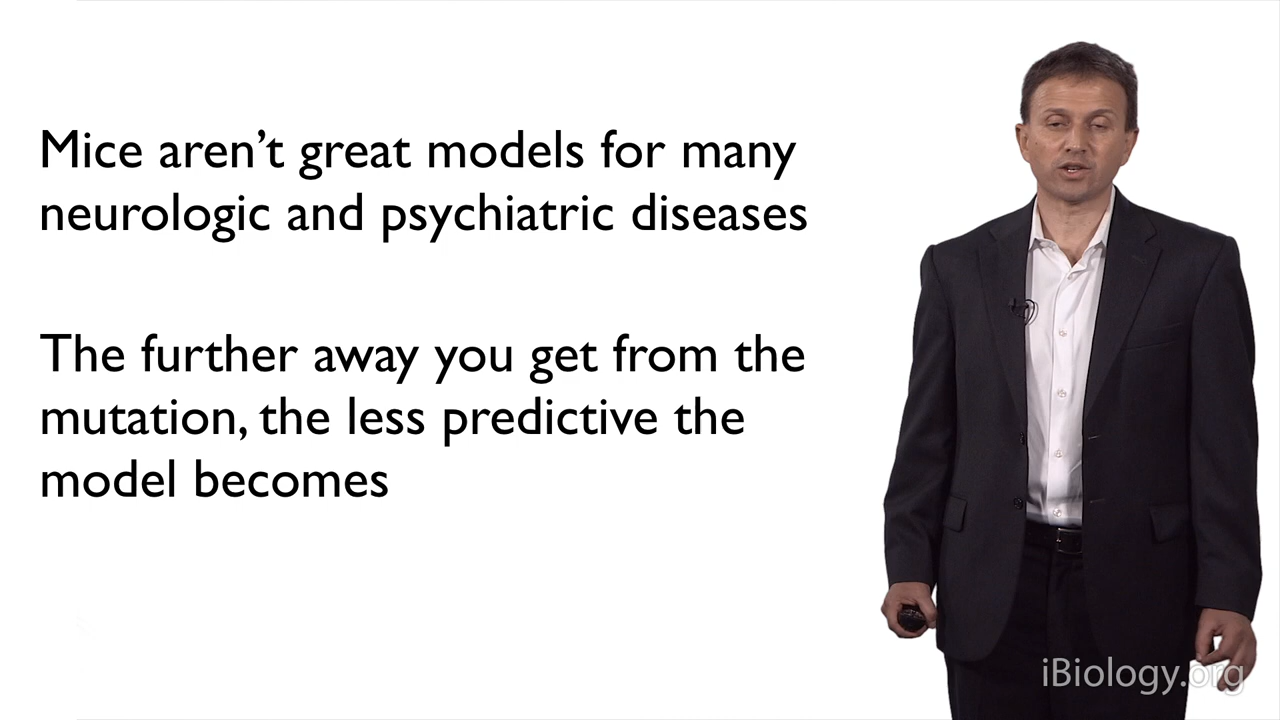 Mice aren’t great models for many
neurologic and psychiatric diseases
The further away you get from the
mutation, the less predictive the
model becomes
iBiology.org